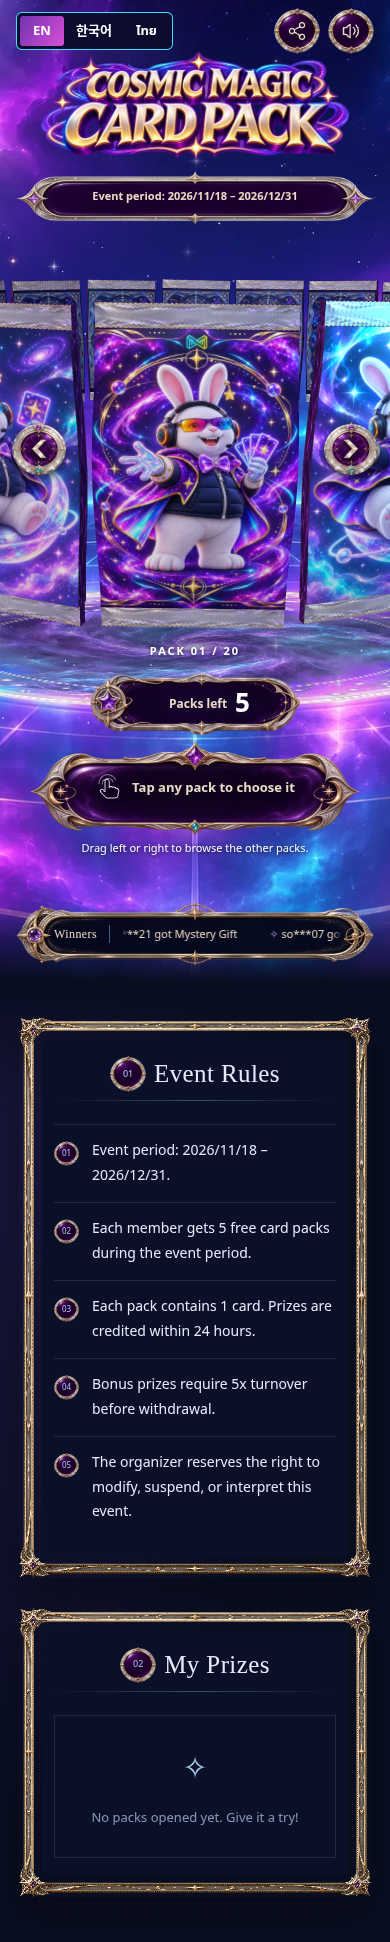 EN 한국어 ไทย
COSMIC MAGIC
CARD PACK
Event period: 2026/11/18 – 2026/12/31
PACK 01 / 20
Packs left 5
Tap any pack to choose it
Drag left or right to browse the other packs.
Winners **21 got Mystery Gift ✧ so***07 go
01 Event Rules
01 Event period: 2026/11/18 –
2026/12/31.
02 Each member gets 5 free card packs
during the event period.
03 Each pack contains 1 card. Prizes are
credited within 24 hours.
04 Bonus prizes require 5x turnover
before withdrawal.
05 The organizer reserves the right to
modify, suspend, or interpret this
event.
02 My Prizes
No packs opened yet. Give it a try!